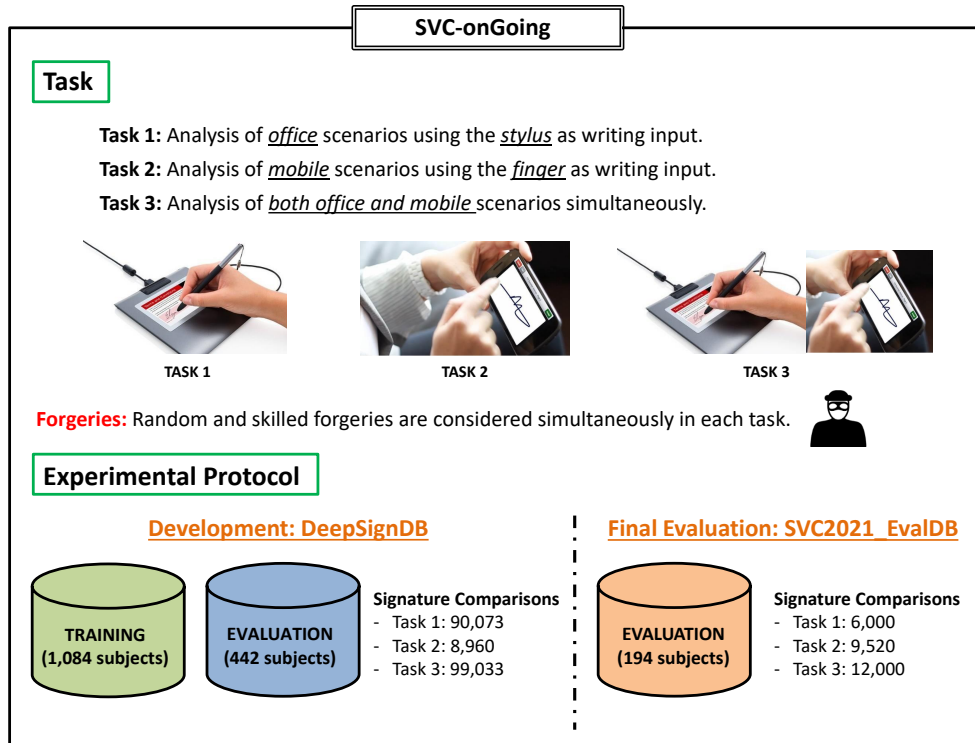 SVC-onGoing
Task
Task 1: Analysis of office scenarios using the stylus as writing input.
Task 2: Analysis of mobile scenarios using the finger as writing input.
Task 3: Analysis of both office and mobile scenarios simultaneously.
TASK 1
TASK 2
TASK 3
Forgeries: Random and skilled forgeries are considered simultaneously in each task.
Experimental Protocol
Development: DeepSignDB
TRAINING
(1,084 subjects)
EVALUATION
(442 subjects)
Signature Comparisons
- Task 1: 90,073
- Task 2: 8,960
- Task 3: 99,033
Final Evaluation: SVC2021_EvalDB
EVALUATION
(194 subjects)
Signature Comparisons
- Task 1: 6,000
- Task 2: 9,520
- Task 3: 12,000